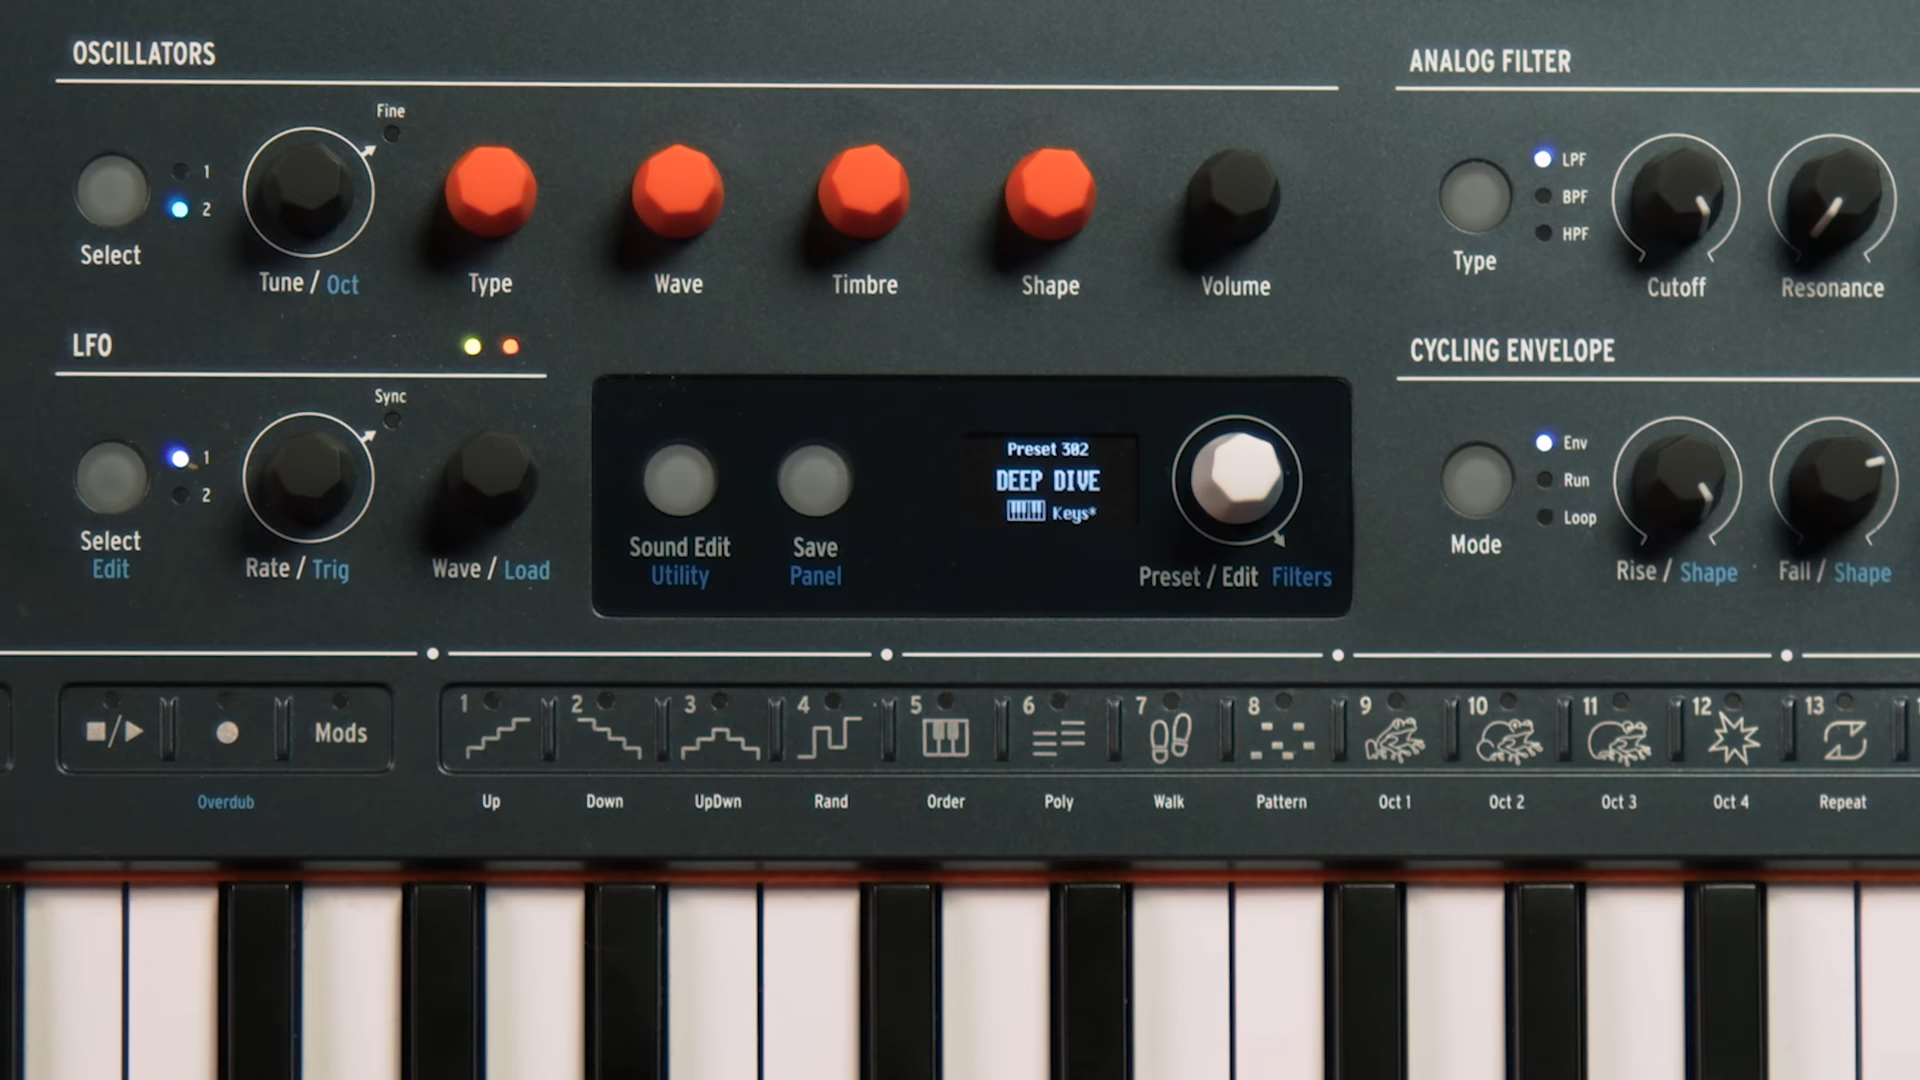 OSCILLATORS
Fine
1
2
Select
Tune / Oct
Type
Wave
Timbre
Shape
Volume
ANALOG FILTER
LPF
BPF
HPF
Type
Cutoff
Resonance
LFO
Sync
1
2
Select
Edit
Rate / Trig
Wave / Load
Sound Edit
Utility
Save
Panel
Preset 302
DEEP DIVE
Keys*
Preset / Edit Filters
CYCLING ENVELOPE
Env
Run
Loop
Mode
Rise / Shape
Fall / Shape
Mods
Overdub
1 2 3 4 5 6 7 8 9 10 11 12 13
Up Down UpDwn Rand Order Poly Walk Pattern Oct 1 Oct 2 Oct 3 Oct 4 Repeat